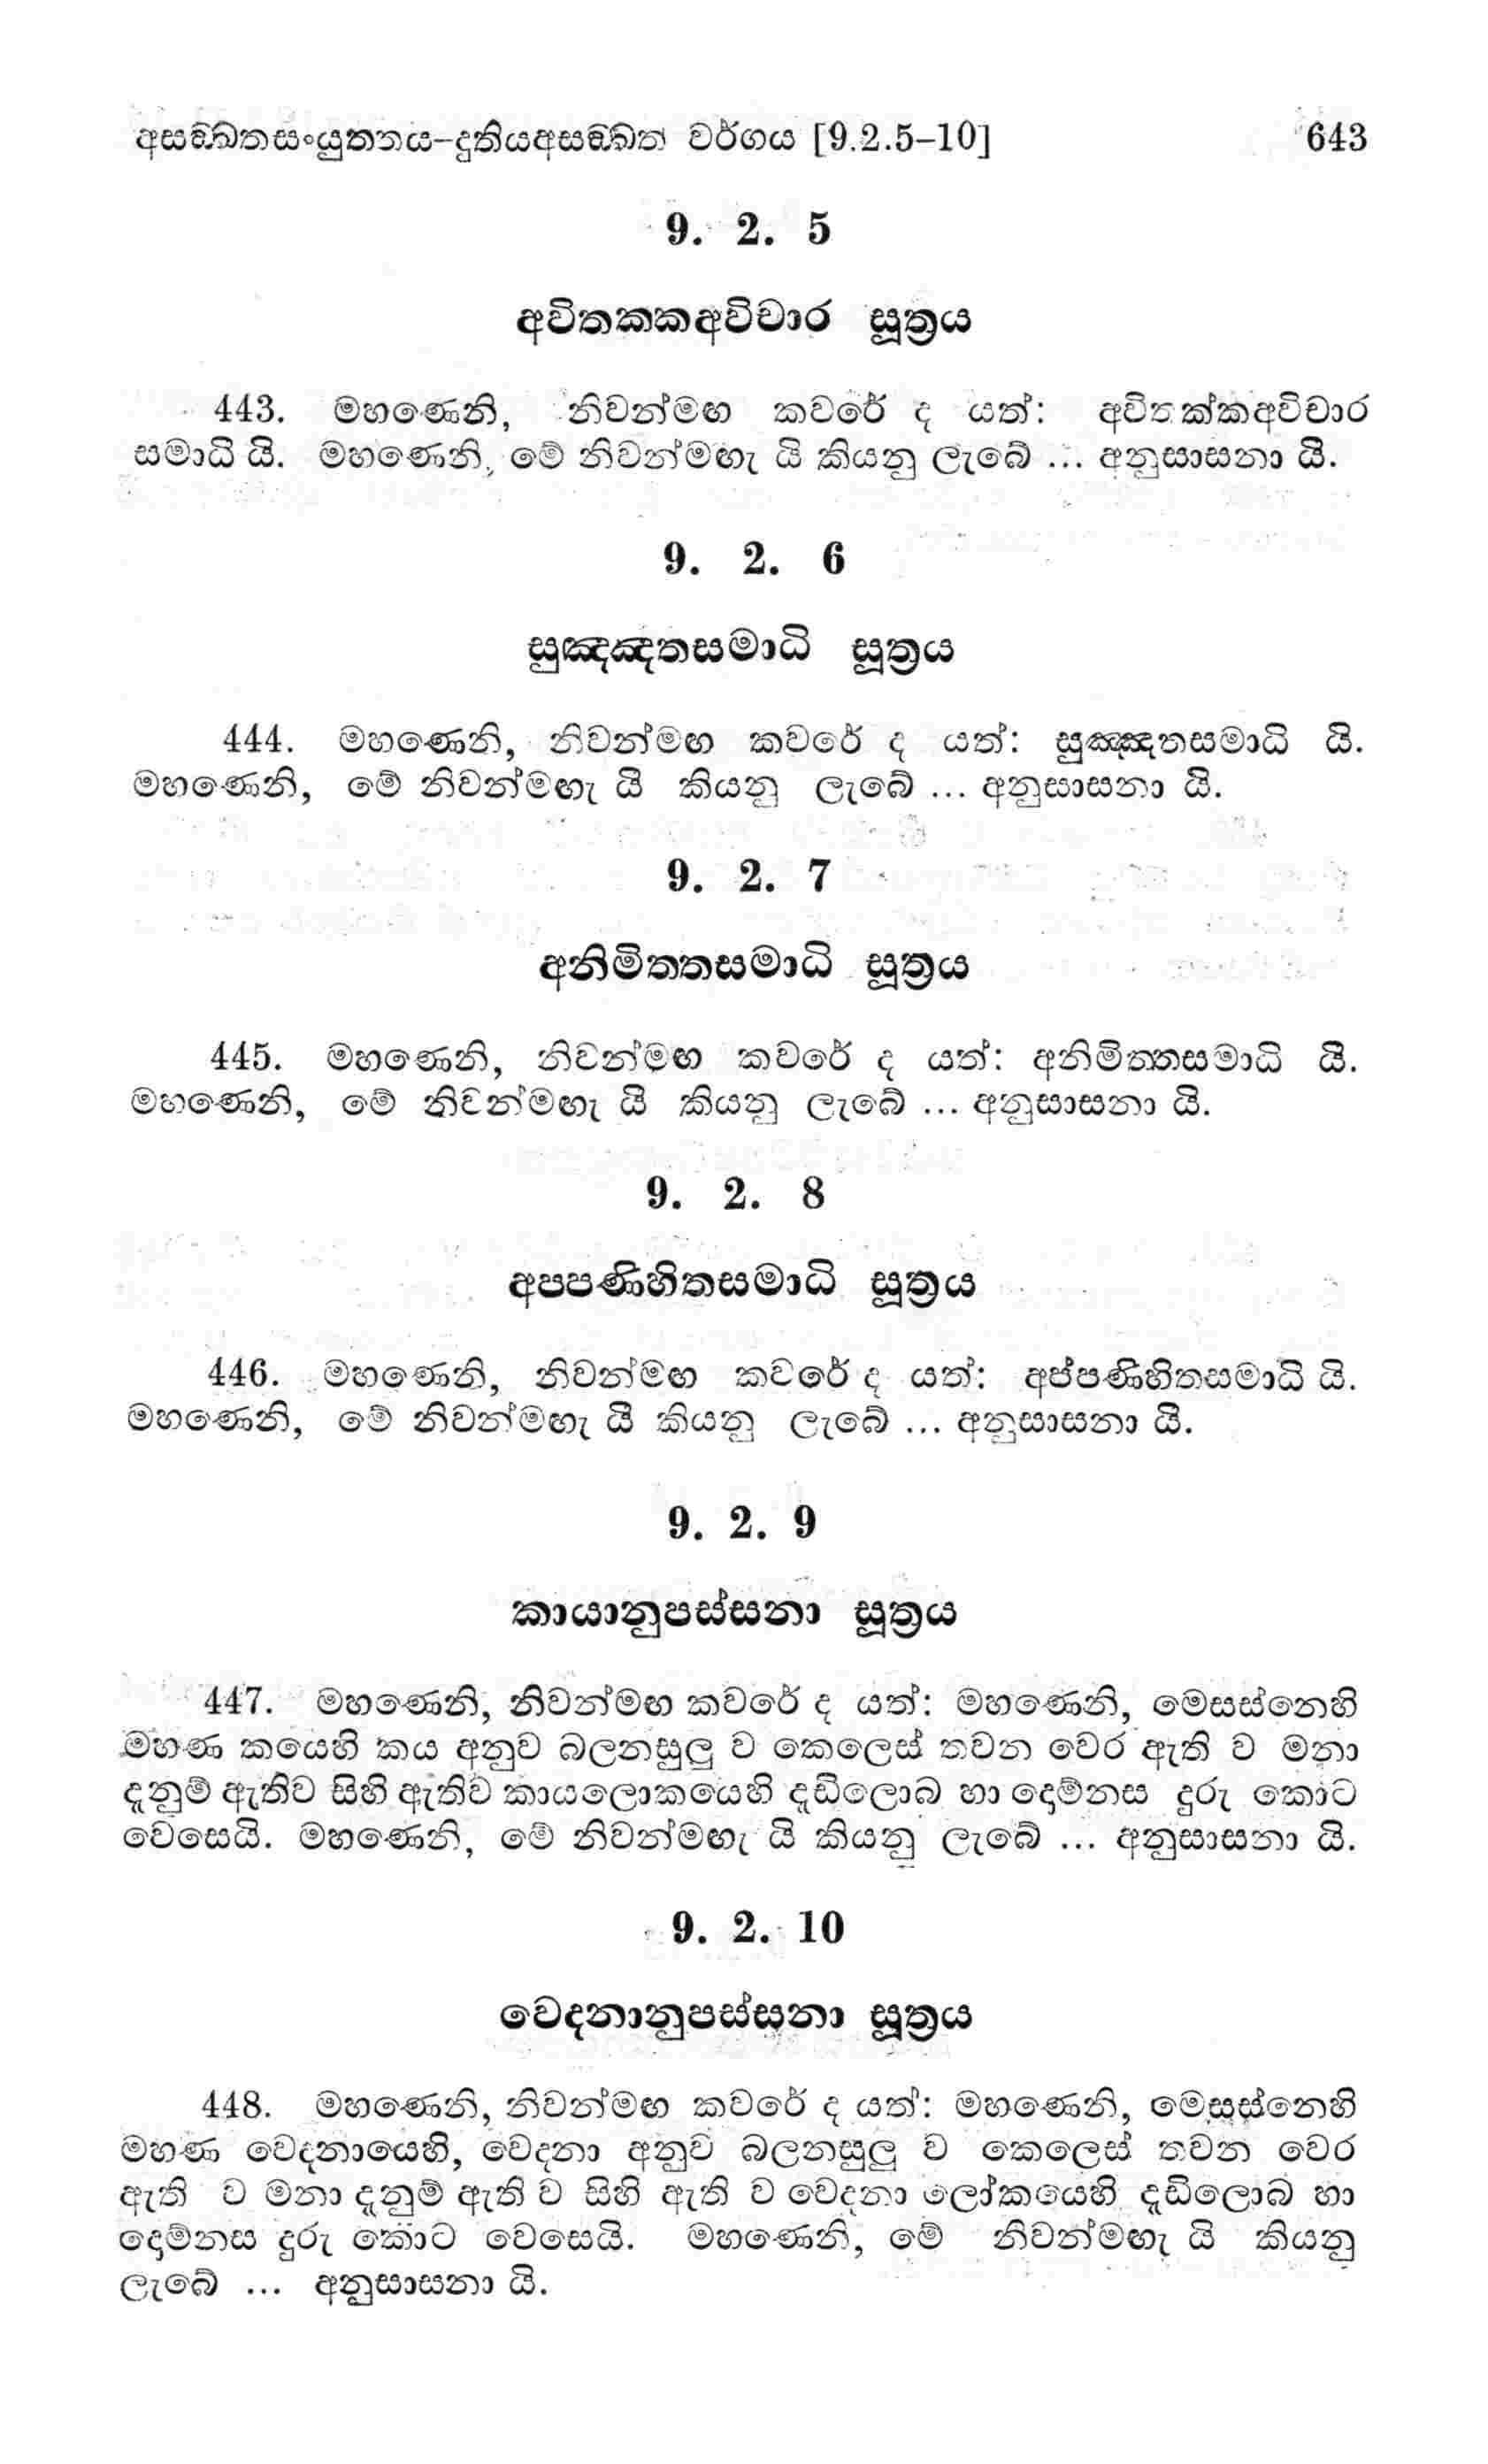 අසඞ්ඛතසංයුත්තය–දුතියඅසඞ්ඛත වර්ගය [9.2.5–10] 643
9. 2. 5
අවිතක්කඅවිචාර සූත්‍රය
443. මහණෙනි, නිවන්මඟ කවරේ ද යත්: අවිතක්කඅවිචාර
සමාධි යි. මහණෙනි, මේ නිවන්මඟැ යි කියනු ලැබේ ... අනුසාසනා යි.
9. 2. 6
සුඤ්ඤතසමාධි සූත්‍රය
444. මහණෙනි, නිවන්මඟ කවරේ ද යත්: සුඤ්ඤතසමාධි යි.
මහණෙනි, මේ නිවන්මඟැ යි කියනු ලැබේ ... අනුසාසනා යි.
9. 2. 7
අනිමිත්තසමාධි සූත්‍රය
445. මහණෙනි, නිවන්මඟ කවරේ ද යත්: අනිමිත්තසමාධි යි.
මහණෙනි, මේ නිවන්මඟැ යි කියනු ලැබේ ... අනුසාසනා යි.
9. 2. 8
අප්පණිහිතසමාධි සූත්‍රය
446. මහණෙනි, නිවන්මඟ කවරේ ද යත්: අප්පණිහිතසමාධි යි.
මහණෙනි, මේ නිවන්මඟැ යි කියනු ලැබේ ... අනුසාසනා යි.
9. 2. 9
කායානුපස්සනා සූත්‍රය
447. මහණෙනි, නිවන්මඟ කවරේ ද යත්: මහණෙනි, මෙසස්නෙහි
මහණ කයෙහි කය අනුව බලනසුලු ව කෙලෙස් තවන වෙර ඇති ව මනා
දැනුම් ඇතිව සිහි ඇතිව කායලොකයෙහි දැඩිලොබ හා දොම්නස දුරු කොට
වෙසෙයි. මහණෙනි, මේ නිවන්මඟැ යි කියනු ලැබේ ... අනුසාසනා යි.
9. 2. 10
වෙදනානුපස්සනා සූත්‍රය
448. මහණෙනි, නිවන්මඟ කවරේ ද යත්: මහණෙනි, මෙසස්නෙහි
මහණ වෙදනායෙහි, වෙදනා අනුව බලනසුලු ව කෙලෙස් තවන වෙර
ඇති ව මනා දැනුම් ඇති ව සිහි ඇති ව වෙදනා ලෝකයෙහි දැඩිලොබ හා
දොම්නස දුරු කොට වෙසෙයි. මහණෙනි, මේ නිවන්මඟැ යි කියනු
ලැබේ ... අනුසාසනා යි.